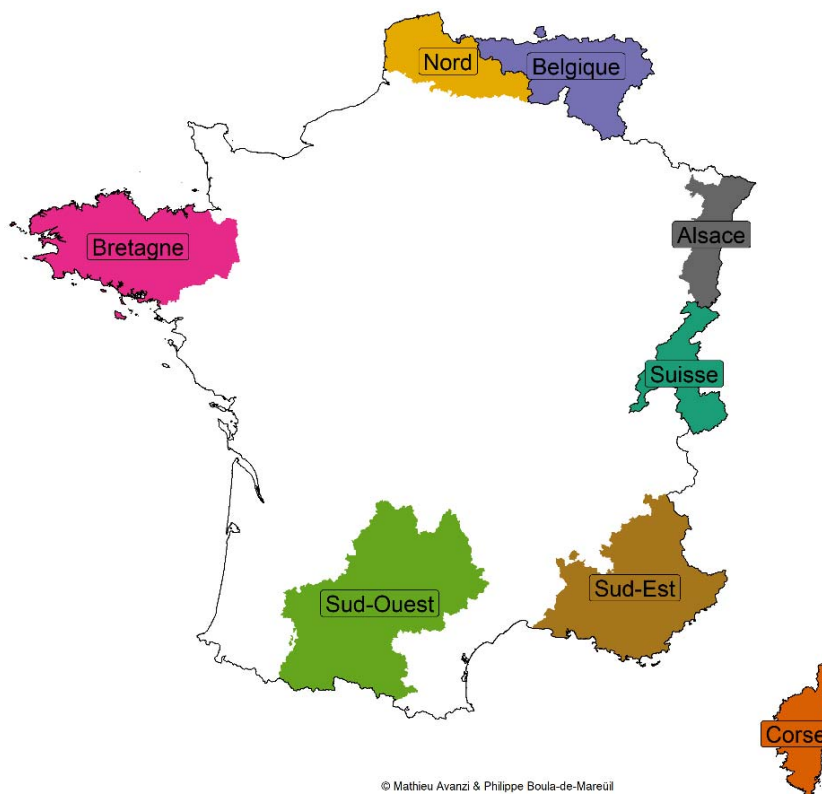 Nord
Belgique
Alsace
Bretagne
Suisse
Sud-Est
Sud-Ouest
Corse
© Mathieu Avanzi & Philippe Boula-de-Mareüil